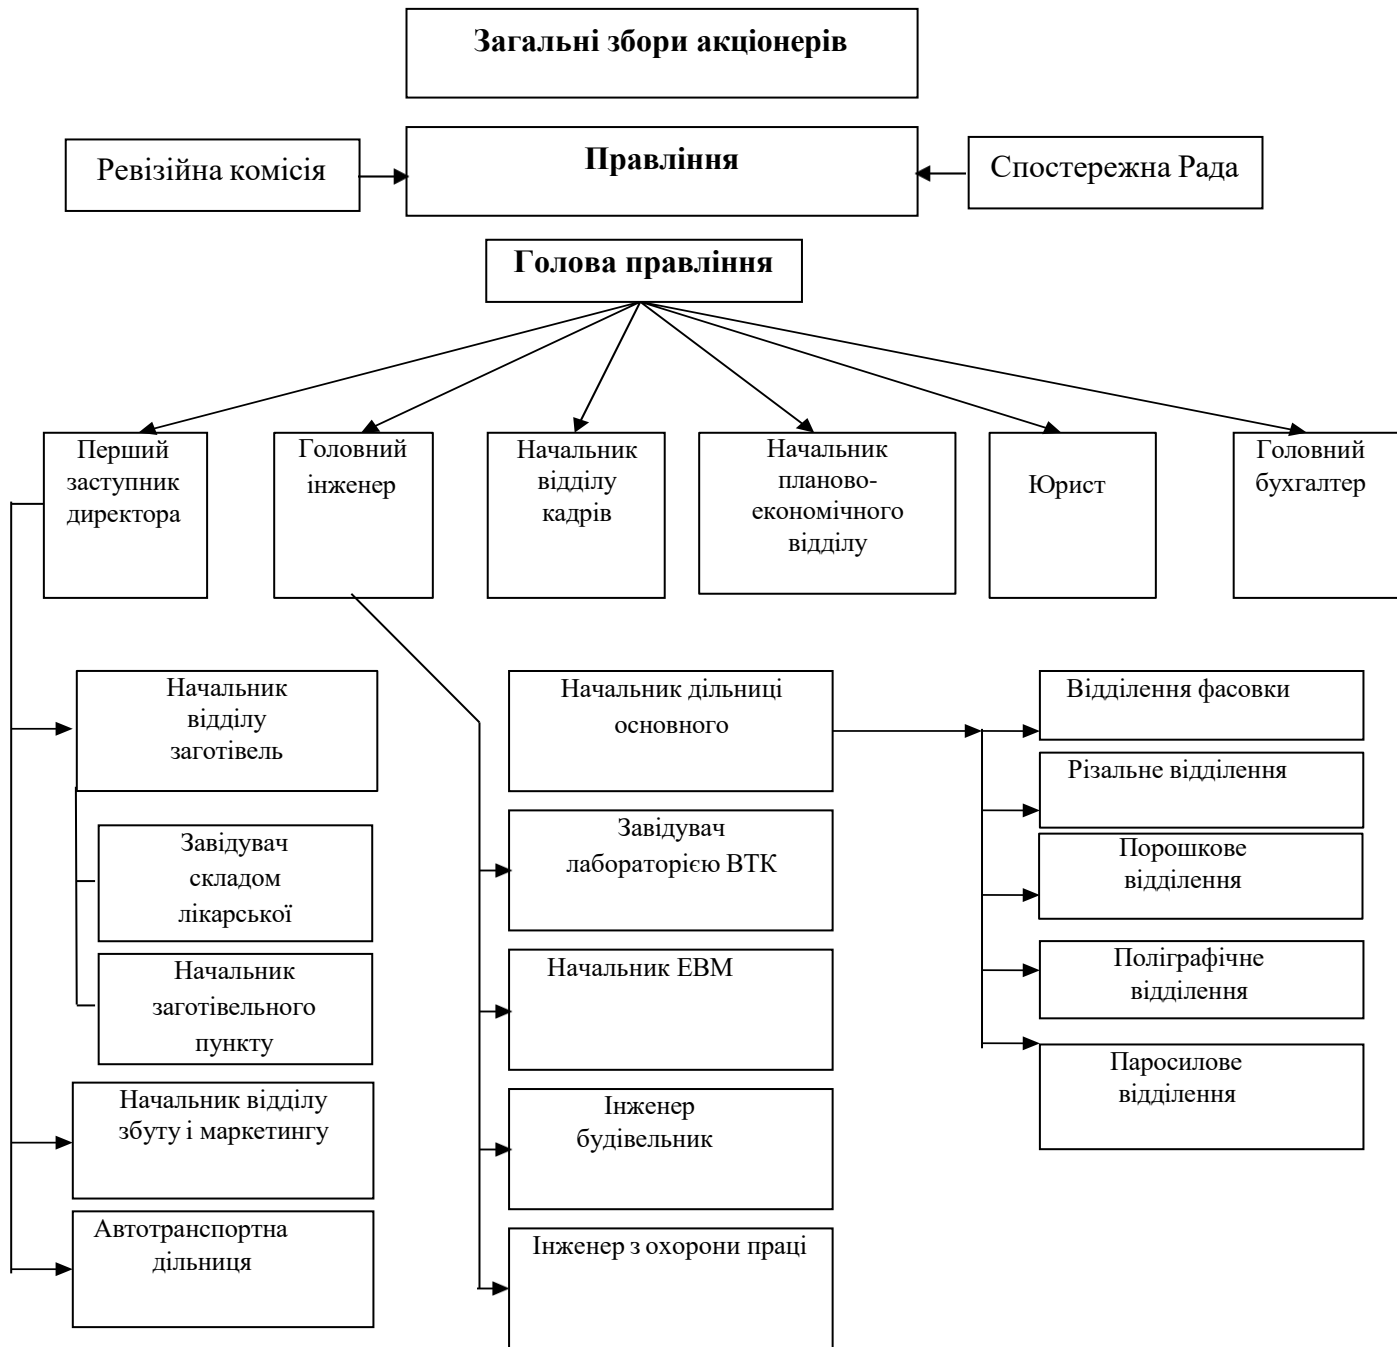 Загальні збори акціонерів
Ревізійна комісія
Правління
Спостережна Рада
Голова правління
Перший
заступник
директора
Головний
інженер
Начальник
відділу
кадрів
Начальник
планово-
економічного
відділу
Юрист
Головний
бухгалтер
Начальник
відділу
заготівель
Завідувач
складом
лікарської
Начальник
заготівельного
пункту
Начальник відділу
збуту і маркетингу
Автотранспортна
дільниця
Начальник дільниці
основного
Завідувач
лабораторією ВТК
Начальник ЕВМ
Інженер
будівельник
Інженер з охорони праці
Відділення фасовки
Різальне відділення
Порошкове
відділення
Поліграфічне
відділення
Паросилове
відділення